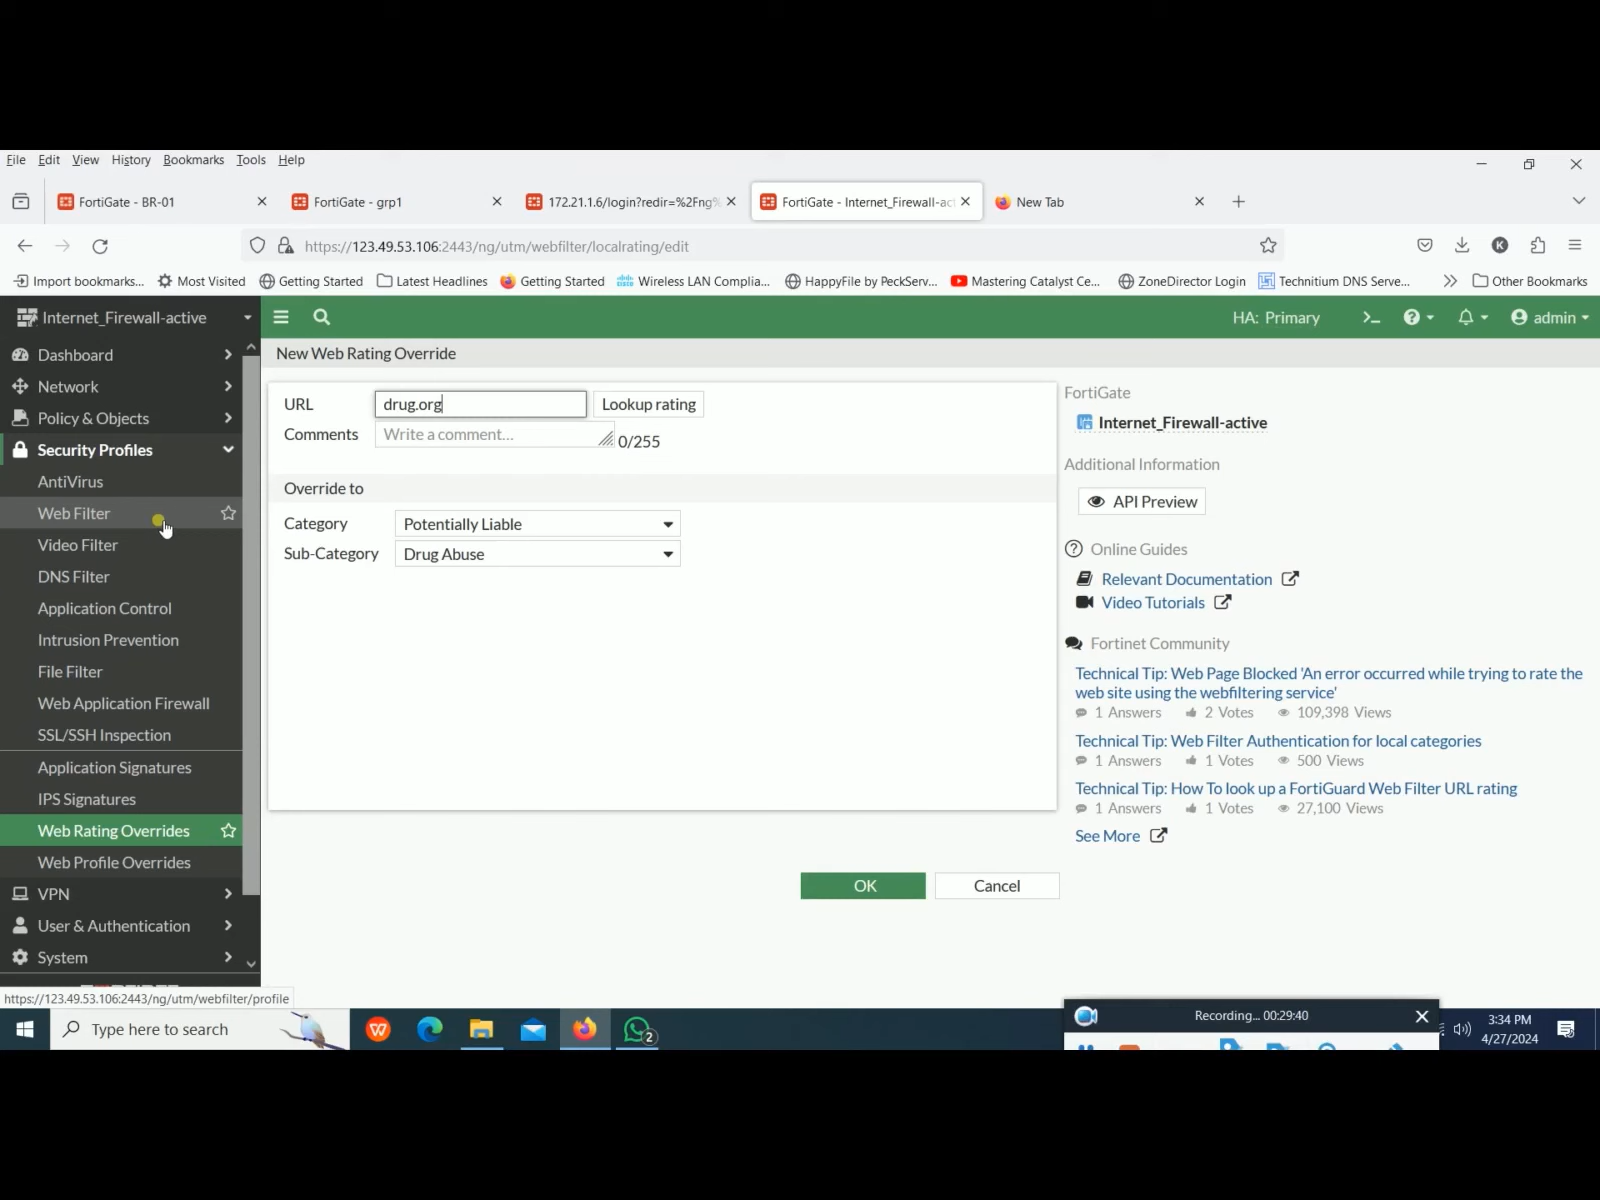 File Edit View History Bookmarks Tools Help
FortiGate - BR-01
FortiGate - grp1
172.21.1.6/login?redir=%2Fng%
FortiGate - Internet_Firewall-act
New Tab
https://123.49.53.106:2443/ng/utm/webfilter/localrating/edit
Import bookmarks... Most Visited Getting Started Latest Headlines Getting Started Wireless LAN Complia... HappyFile by PeckServ... Mastering Catalyst Ce... ZoneDirector Login Technitium DNS Serve... Other Bookmarks
Internet_Firewall-active
HA: Primary
admin
Dashboard
Network
Policy & Objects
Security Profiles
AntiVirus
Web Filter
Video Filter
DNS Filter
Application Control
Intrusion Prevention
File Filter
Web Application Firewall
SSL/SSH Inspection
Application Signatures
IPS Signatures
Web Rating Overrides
Web Profile Overrides
VPN
User & Authentication
System
New Web Rating Override
URL drug.org Lookup rating
Comments Write a comment... 0/255
Override to
Category Potentially Liable
Sub-Category Drug Abuse
OK Cancel
FortiGate
Internet_Firewall-active
Additional Information
API Preview
Online Guides
Relevant Documentation
Video Tutorials
Fortinet Community
Technical Tip: Web Page Blocked 'An error occurred while trying to rate the
web site using the webfiltering service'
1 Answers 2 Votes 109,398 Views
Technical Tip: Web Filter Authentication for local categories
1 Answers 1 Votes 500 Views
Technical Tip: How To look up a FortiGuard Web Filter URL rating
1 Answers 1 Votes 27,100 Views
See More
https://123.49.53.106:2443/ng/utm/webfilter/profile
Type here to search
2
Recording... 00:29:40
3:34 PM
4/27/2024